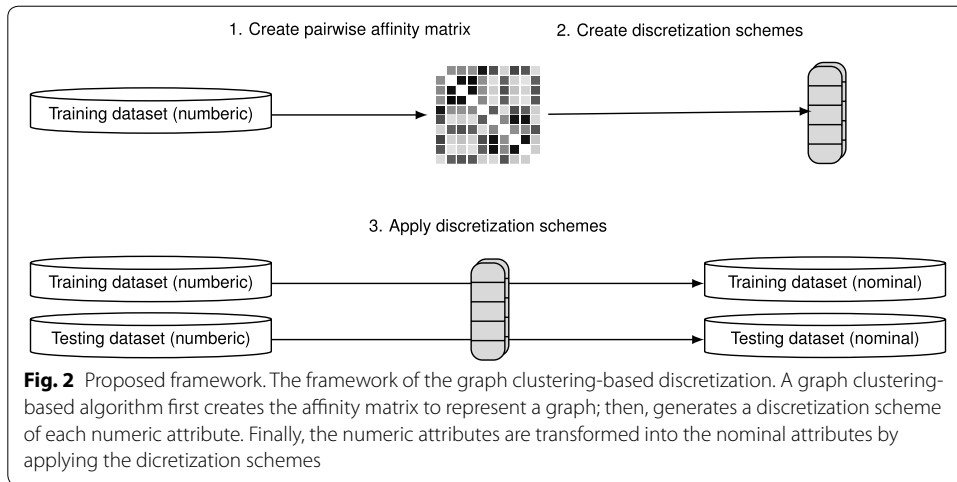 1. Create pairwise affinity matrix
2. Create discretization schemes
Training dataset (numberic)
3. Apply discretization schemes
Training dataset (numberic)
Training dataset (nominal)
Testing dataset (numberic)
Testing dataset (nominal)
Fig. 2 Proposed framework. The framework of the graph clustering-based discretization. A graph clustering-
based algorithm first creates the affinity matrix to represent a graph; then, generates a discretization scheme
of each numeric attribute. Finally, the numeric attributes are transformed into the nominal attributes by
applying the dicretization schemes